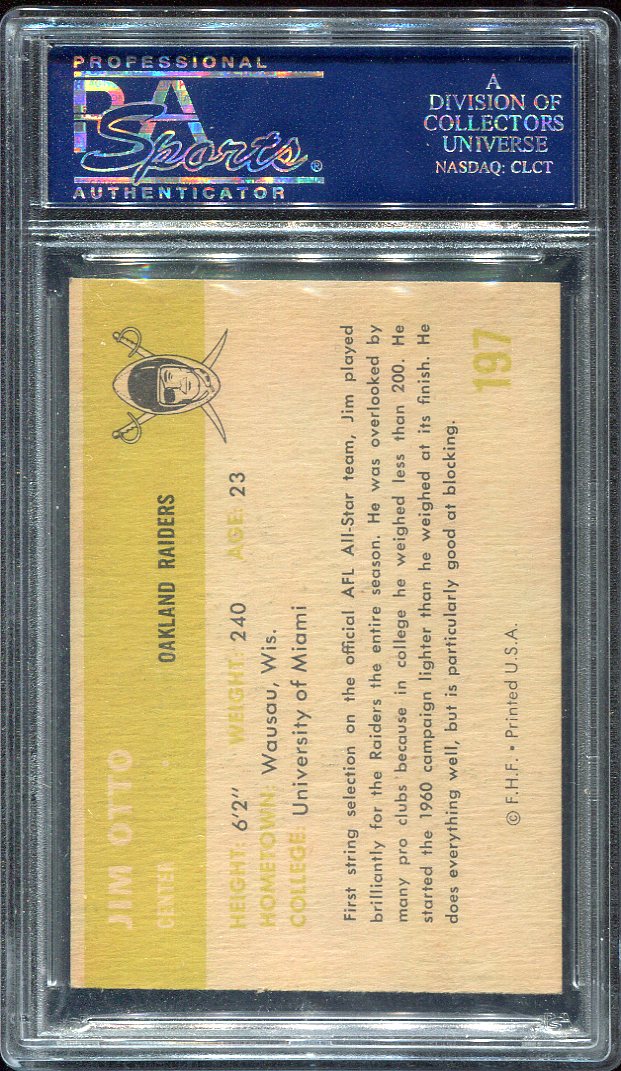 PROFESSIONAL
PSA
Sports®
AUTHENTICATOR
A
DIVISION OF
COLLECTORS
UNIVERSE
NASDAQ: CLCT
JIM OTTO
CENTER
OAKLAND RAIDERS
HEIGHT: 6'2" WEIGHT: 240 AGE: 23
HOMETOWN: Wausau, Wis.
COLLEGE: University of Miami
First string selection on the official AFL All-Star team, Jim played
brilliantly for the Raiders the entire season. He was overlooked by
many pro clubs because in college he weighed less than 200. He
started the 1960 campaign lighter than he weighed at its finish. He
does everything well, but is particularly good at blocking.
197
© F.H.F. • Printed U.S.A.